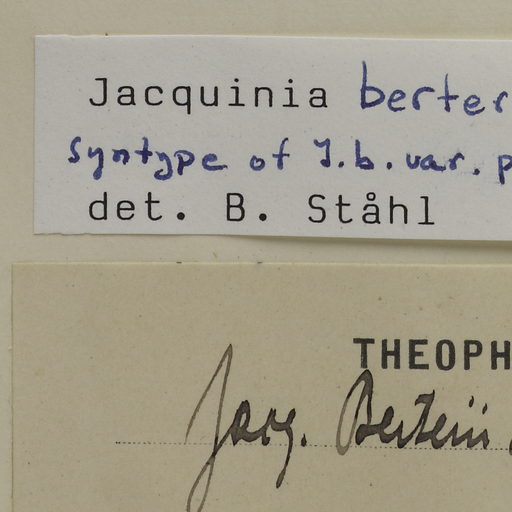 Jacquinia berter
syntype of J.b. var. p
det. B. Ståhl
THEOPH
Jacq. Berterii